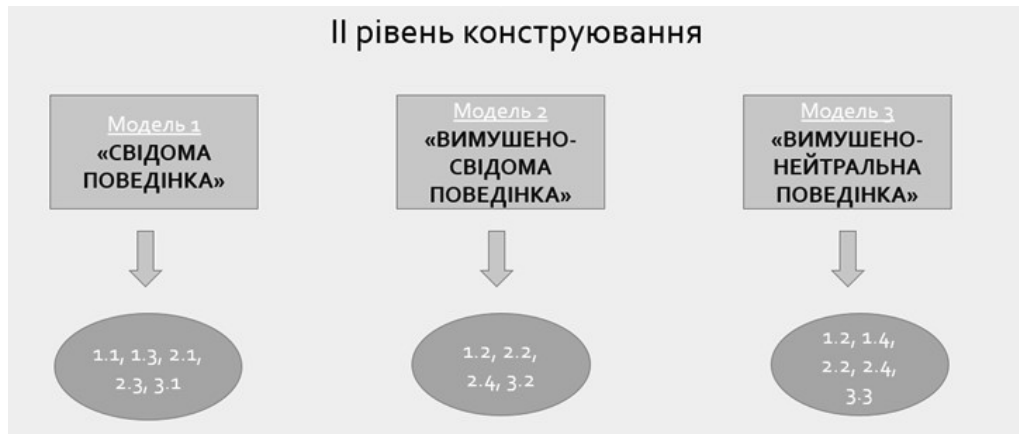 ІІ рівень конструювання
Модель 1
«СВІДОМА
ПОВЕДІНКА»
Модель 2
«ВИМУШЕНО-
СВІДОМА
ПОВЕДІНКА»
Модель 3
«ВИМУШЕНО-
НЕЙТРАЛЬНА
ПОВЕДІНКА»
1.1, 1.3, 2.1,
2.3, 3.1
1.2, 2.2,
2.4, 3.2
1.2, 1.4,
2.2, 2.4,
3.3